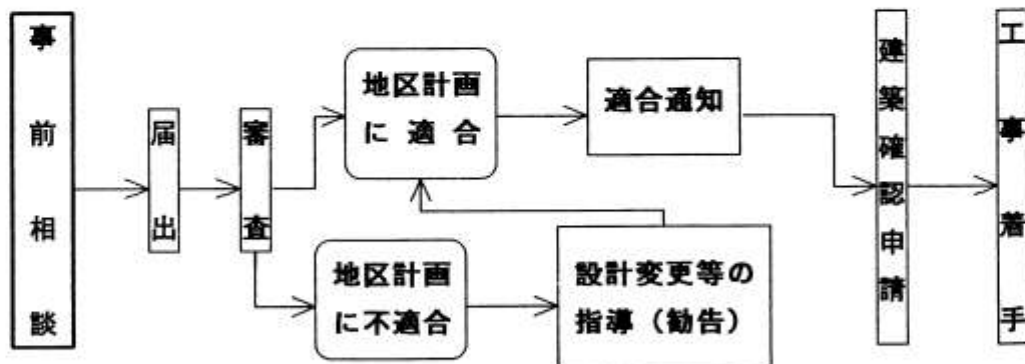 事前相談
届出
審査
地区計画
に適合
適合通知
地区計画
に不適合
設計変更等の
指導（勧告）
建築確認申請
工事着手